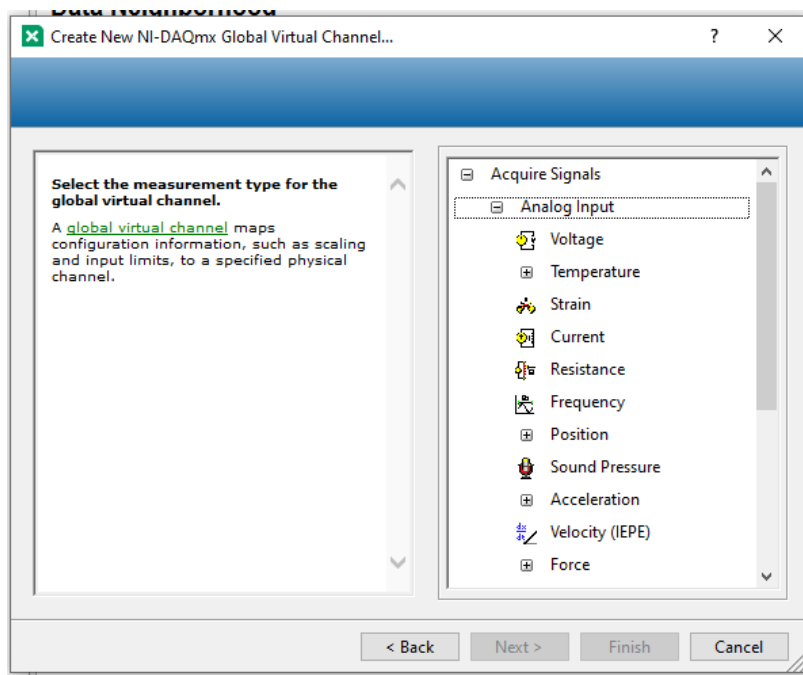 Data Neighborhood
Create New NI-DAQmx Global Virtual Channel...
?
Select the measurement type for the
global virtual channel.
A global virtual channel maps
configuration information, such as scaling
and input limits, to a specified physical
channel.
Acquire Signals
Analog Input
Voltage
Temperature
Strain
Current
Resistance
Frequency
Position
Sound Pressure
Acceleration
Velocity (IEPE)
Force
< Back
Next >
Finish
Cancel